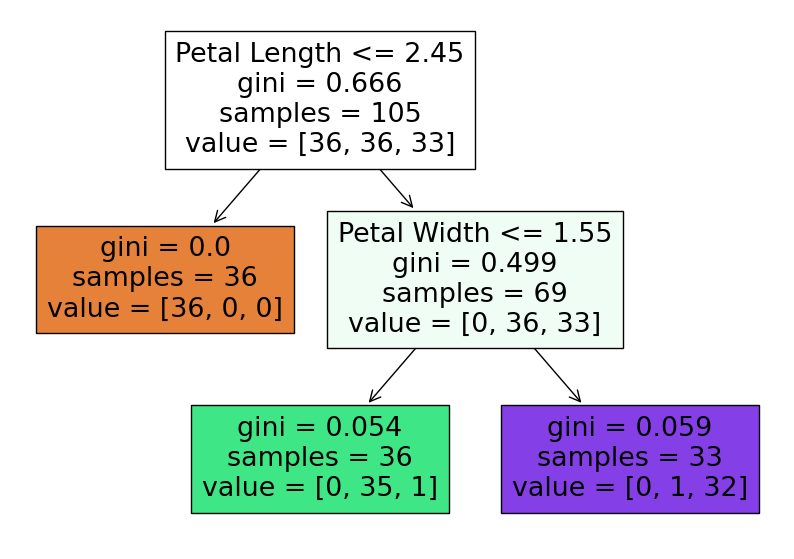 Petal Length <= 2.45
gini = 0.666
samples = 105
value = [36, 36, 33]
gini = 0.0
samples = 36
value = [36, 0, 0]
Petal Width <= 1.55
gini = 0.499
samples = 69
value = [0, 36, 33]
gini = 0.054
samples = 36
value = [0, 35, 1]
gini = 0.059
samples = 33
value = [0, 1, 32]